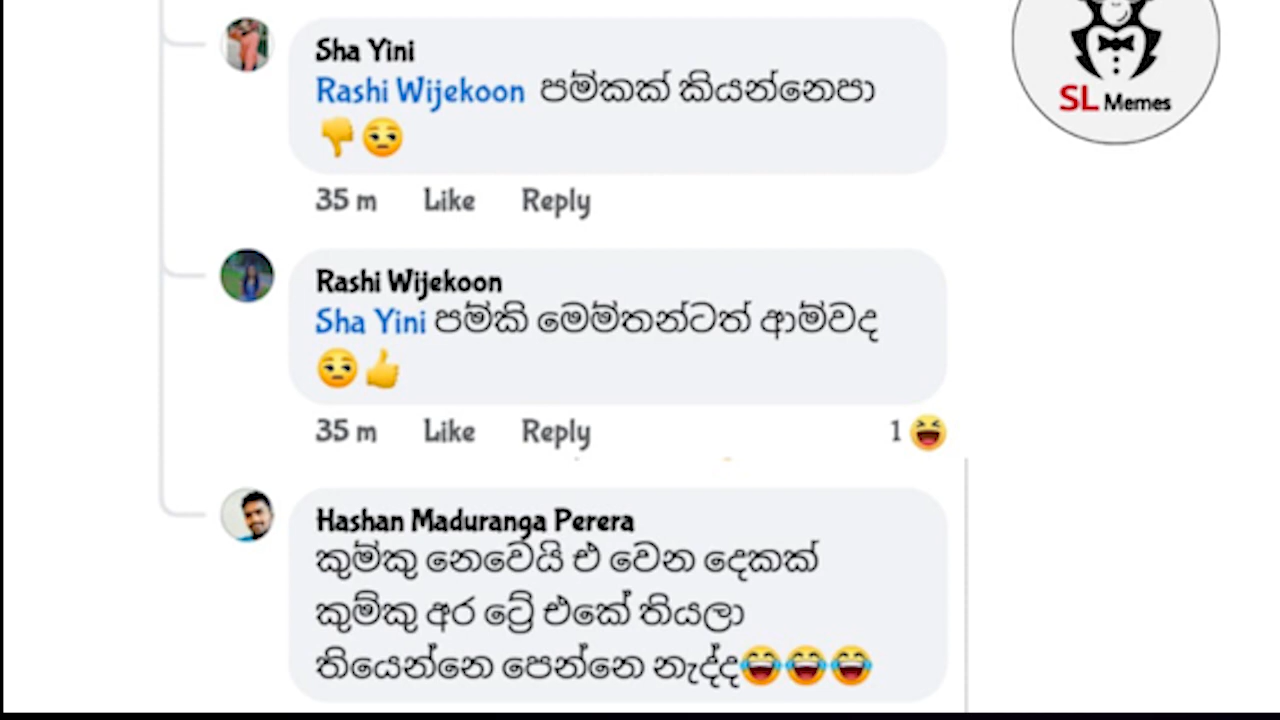 Sha Yini
Rashi Wijekoon පම්කක් කියන්නෙපා
👎😒
35 m Like Reply
Rashi Wijekoon
Sha Yini පම්කි මෙම්තන්ටත් ආම්වද
😒👍
35 m Like Reply 1 😆
Hashan Maduranga Perera
කුම්කු නෙවෙයි එ වෙන දෙකක්
කුම්කු අර ට්‍රේ එකේ තියලා
තියෙන්නෙ පෙන්නෙ නැද්ද😂😂😂
SL Memes